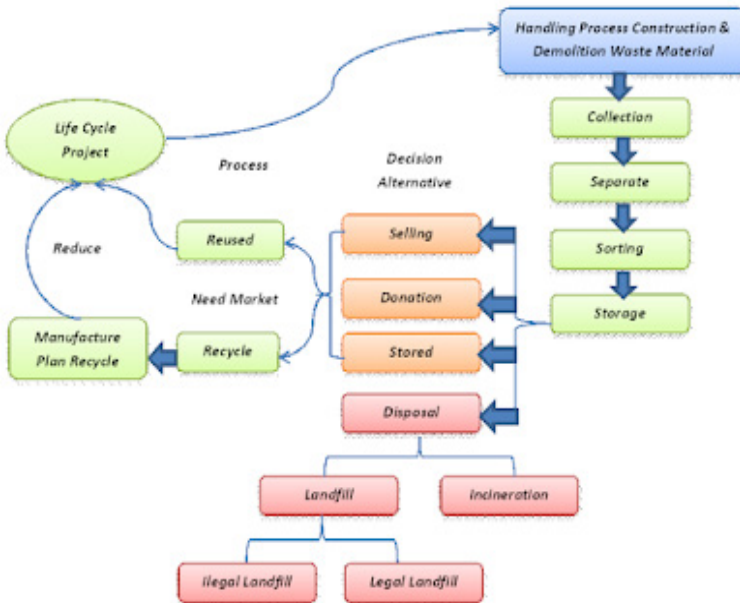 Handling Process Construction &
Demolition Waste Material
Collection
Life Cycle
Project
Process
Decision
Alternative
Separate
Reused
Selling
Sorting
Reduce
Need Market
Donation
Storage
Manufacture
Plan Recycle
Recycle
Stored
Disposal
Landfill
Incineration
Ilegal Landfill
Legal Landfill